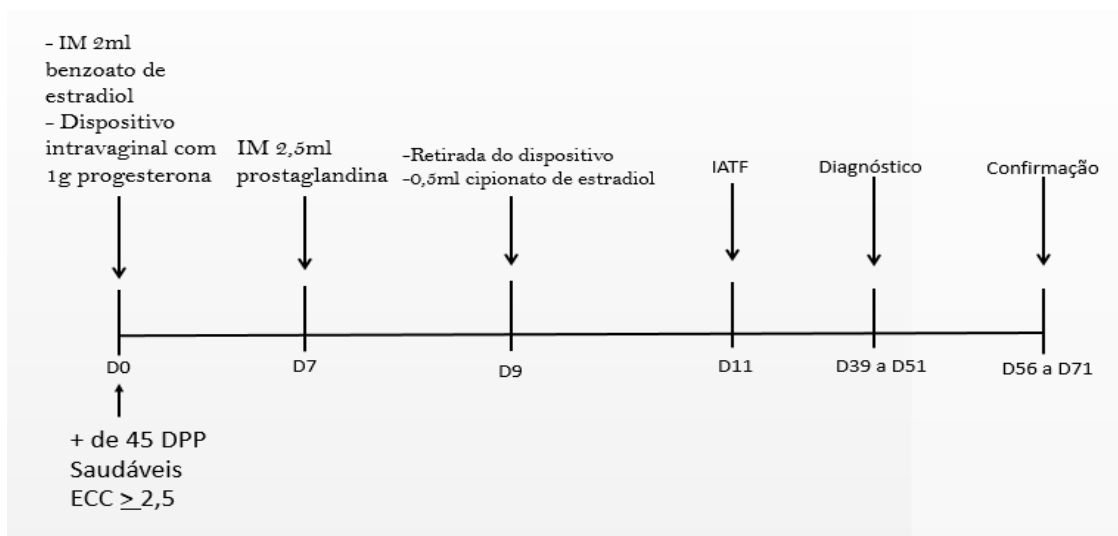 - IM 2ml
benzoato de
estradiol
- Dispositivo
intravaginal com
1g progesterona
IM 2,5ml
prostaglandina
-Retirada do dispositivo
-0,5ml cipionato de estradiol
IATF
Diagnóstico
Confirmação
D0
D7
D9
D11
D39 a D51
D56 a D71
+ de 45 DPP
Saudáveis
ECC ≥ 2,5